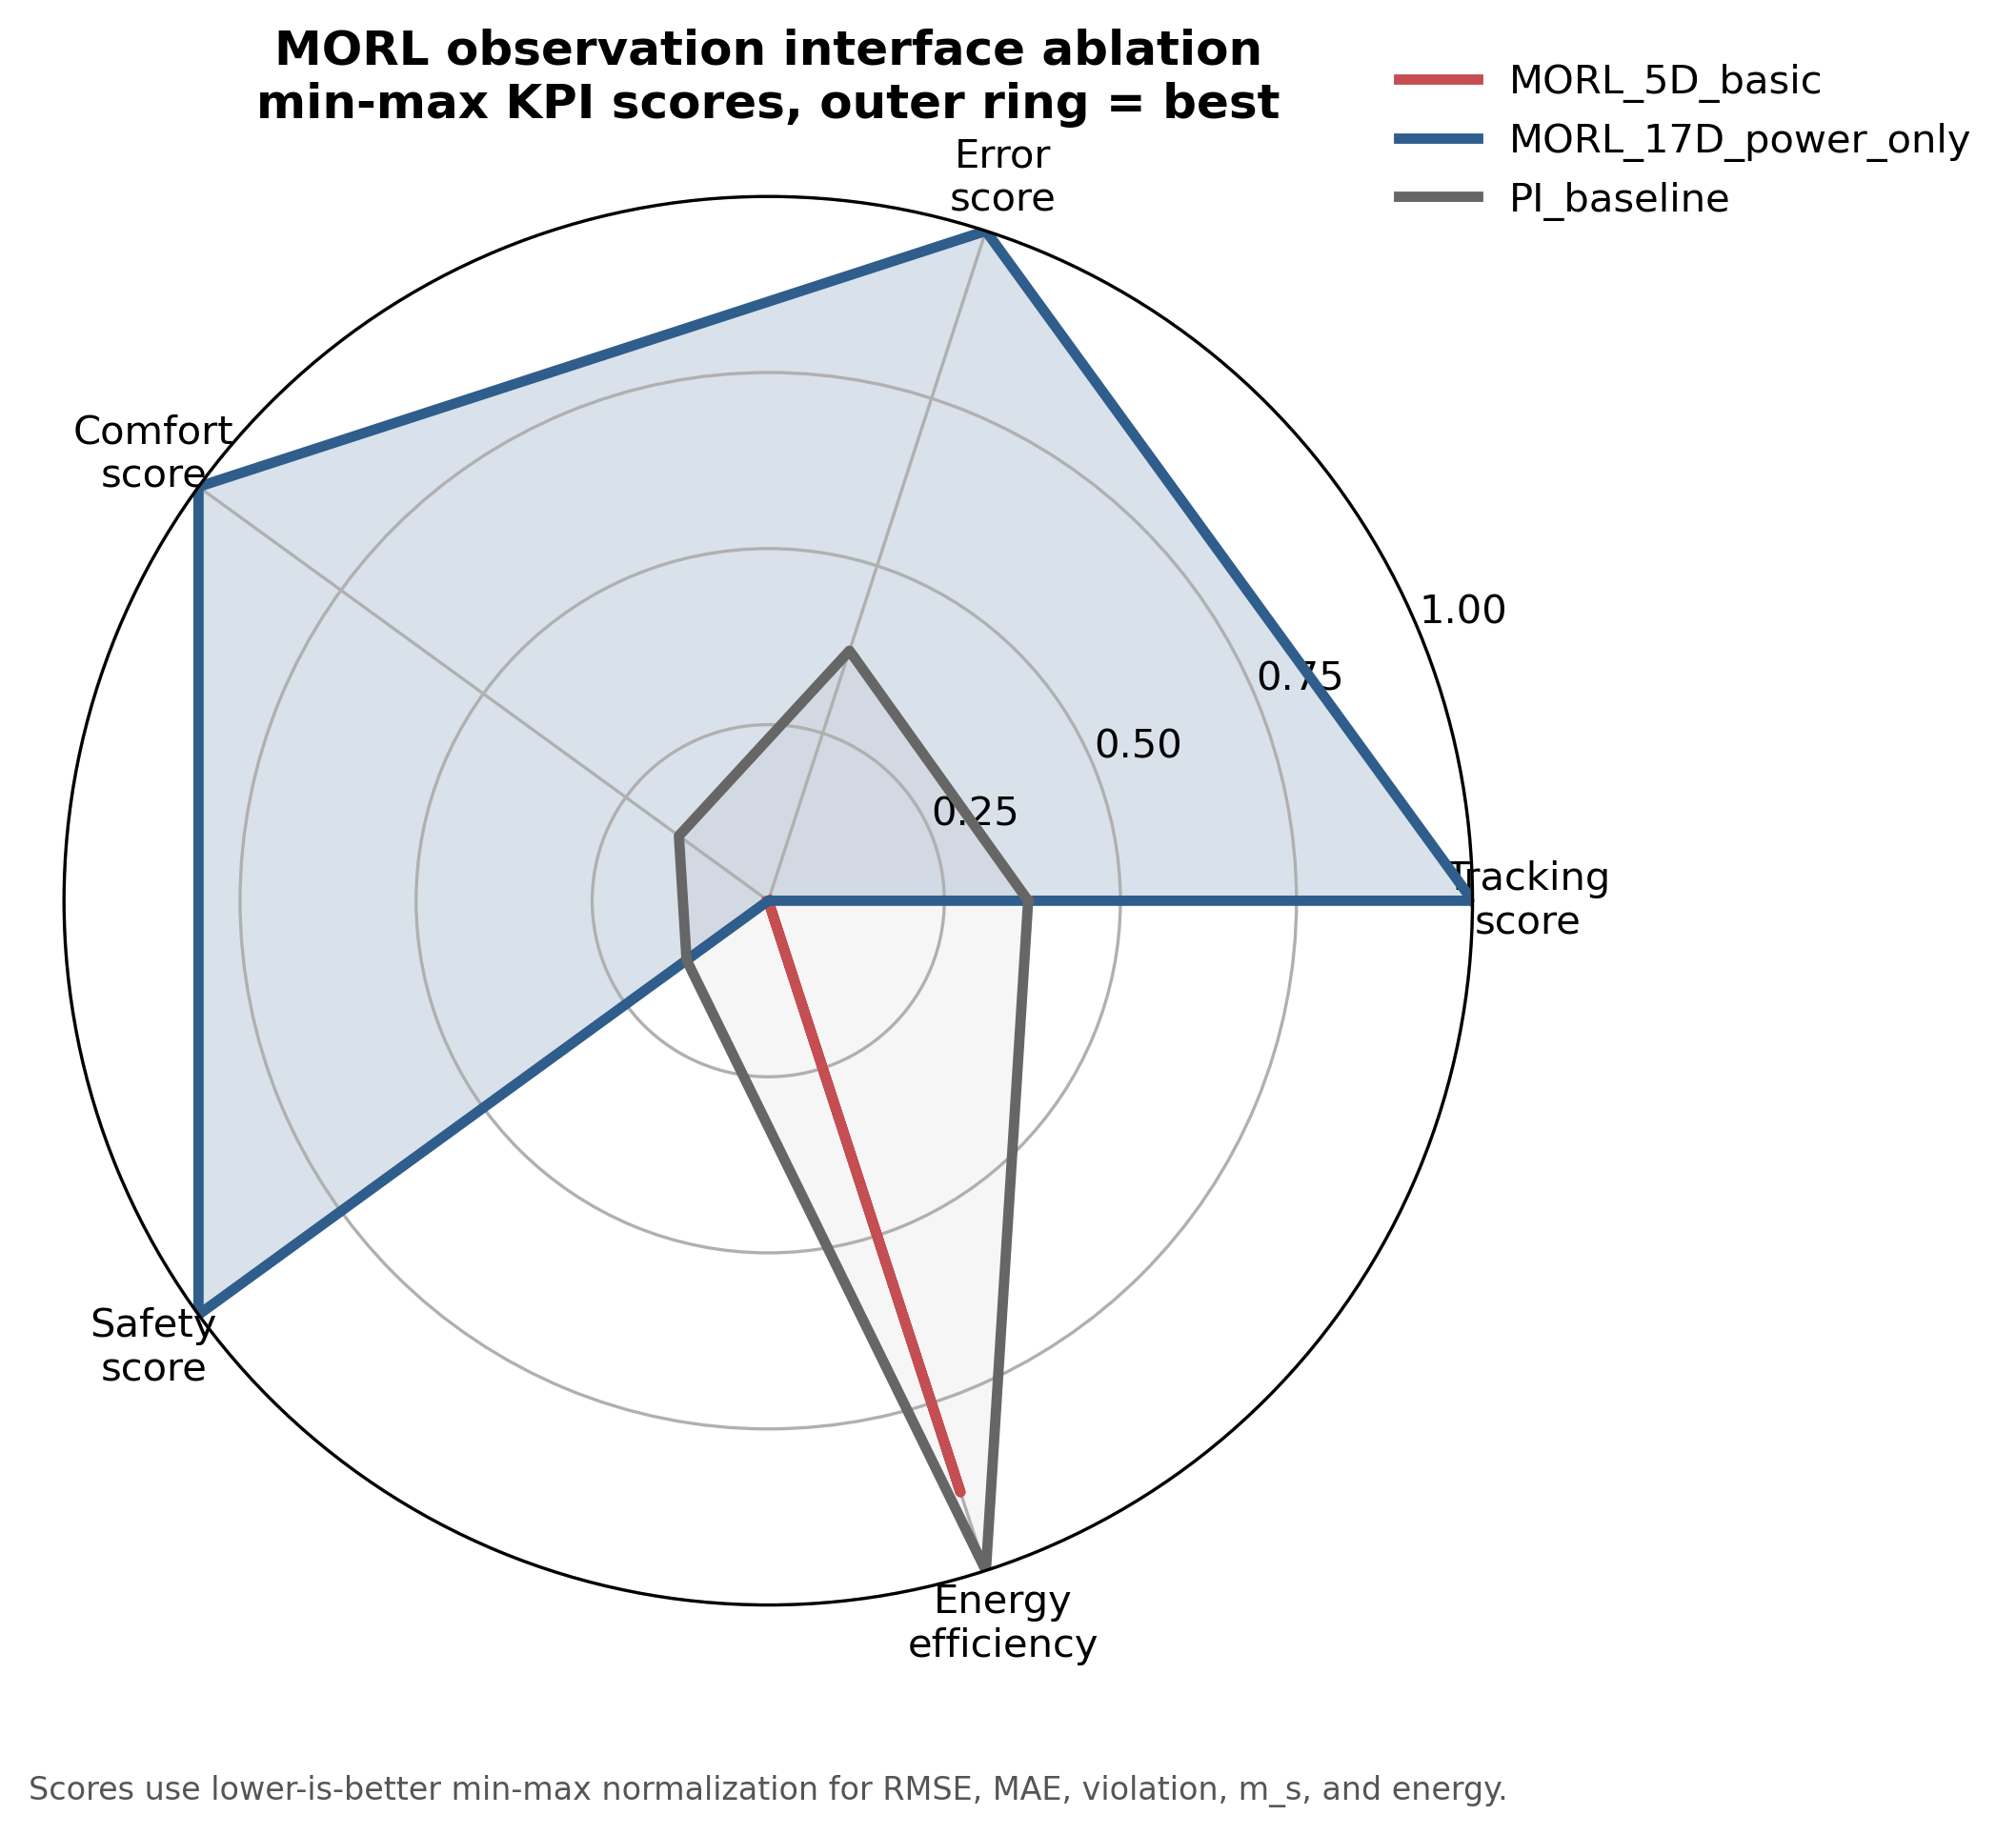 MORL observation interface ablation
min-max KPI scores, outer ring = best
MORL_5D_basic
MORL_17D_power_only
PI_baseline
Error
score
Comfort
score
1.00
0.75
0.50
0.25
Tracking
score
Safety
score
Energy
efficiency
Scores use lower-is-better min-max normalization for RMSE, MAE, violation, m_s, and energy.